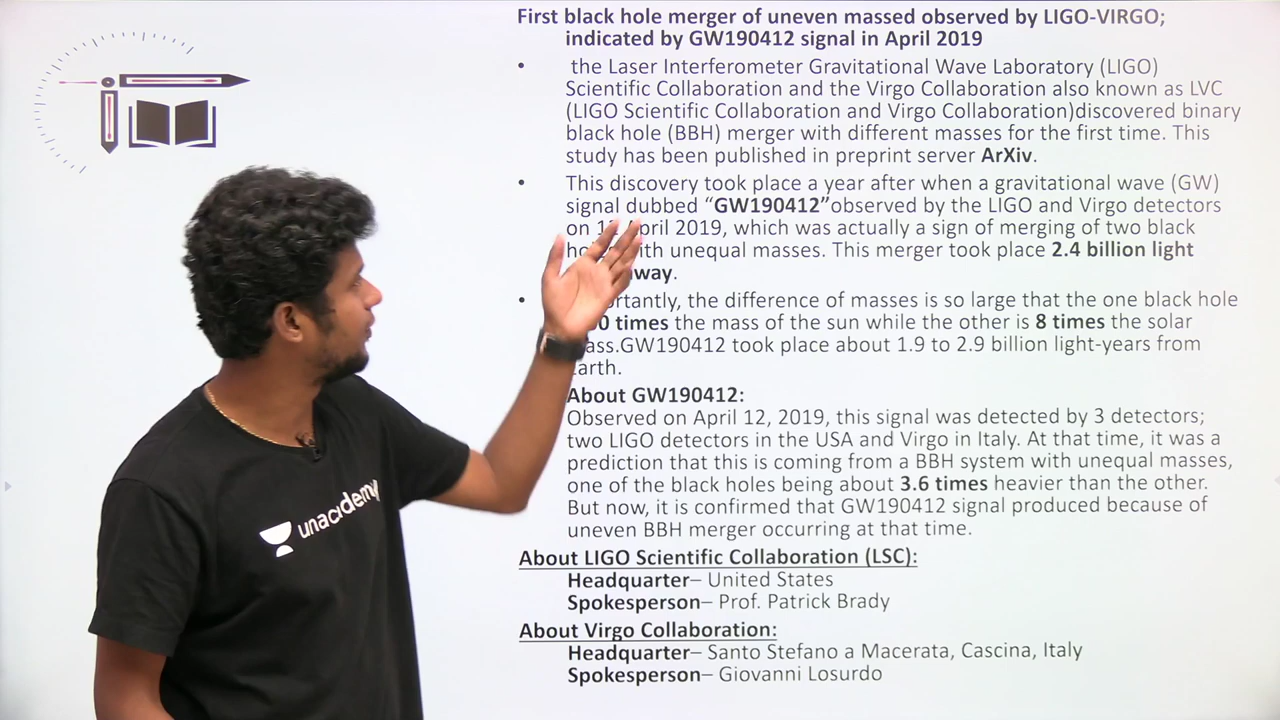 First black hole merger of uneven massed observed by LIGO-VIRGO;
indicated by GW190412 signal in April 2019
• the Laser Interferometer Gravitational Wave Laboratory (LIGO)
Scientific Collaboration and the Virgo Collaboration also known as LVC
(LIGO Scientific Collaboration and Virgo Collaboration)discovered binary
black hole (BBH) merger with different masses for the first time. This
study has been published in preprint server ArXiv.
• This discovery took place a year after when a gravitational wave (GW)
signal dubbed “GW190412”observed by the LIGO and Virgo detectors
on April 2019, which was actually a sign of merging of two black
with unequal masses. This merger took place 2.4 billion light
away.
• the difference of masses is so large that the one black hole
times the mass of the sun while the other is 8 times the solar
mass.GW190412 took place about 1.9 to 2.9 billion light-years from
Earth.
About GW190412:
Observed on April 12, 2019, this signal was detected by 3 detectors;
two LIGO detectors in the USA and Virgo in Italy. At that time, it was a
prediction that this is coming from a BBH system with unequal masses,
one of the black holes being about 3.6 times heavier than the other.
But now, it is confirmed that GW190412 signal produced because of
uneven BBH merger occurring at that time.
About LIGO Scientific Collaboration (LSC):
Headquarter– United States
Spokesperson– Prof. Patrick Brady
About Virgo Collaboration:
Headquarter– Santo Stefano a Macerata, Cascina, Italy
Spokesperson– Giovanni Losurdo
unacademy